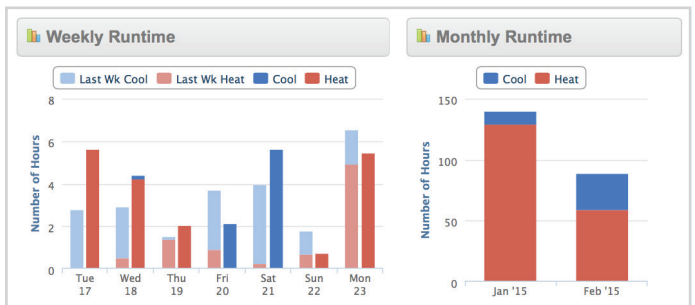 Weekly Runtime
Last Wk Cool Last Wk Heat Cool Heat
8
6
4
2
0
Number of Hours
Tue 17
Wed 18
Thu 19
Fri 20
Sat 21
Sun 22
Mon 23
Monthly Runtime
Cool Heat
150
100
50
0
Number of Hours
Jan '15 Feb '15